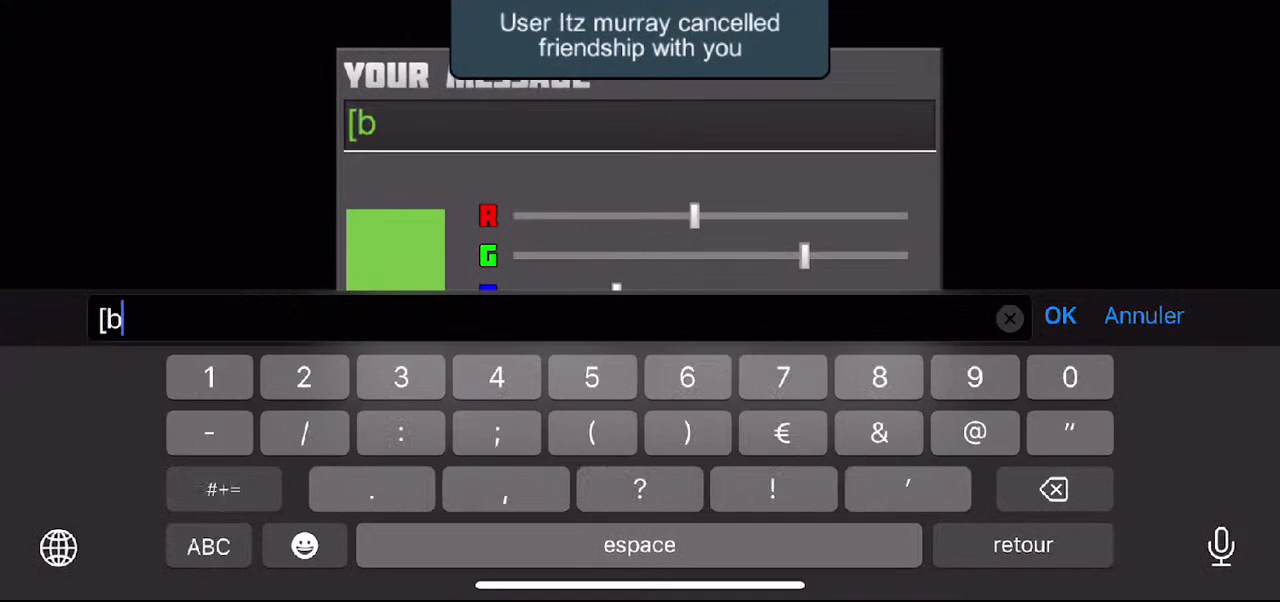 User Itz murray cancelled
friendship with you
YOUR MESSAGE
[b
R
G
[b
OK Annuler
1 2 3 4 5 6 7 8 9 0
- / : ; ( ) € & @ "
#+= . , ? ! '
ABC espace retour